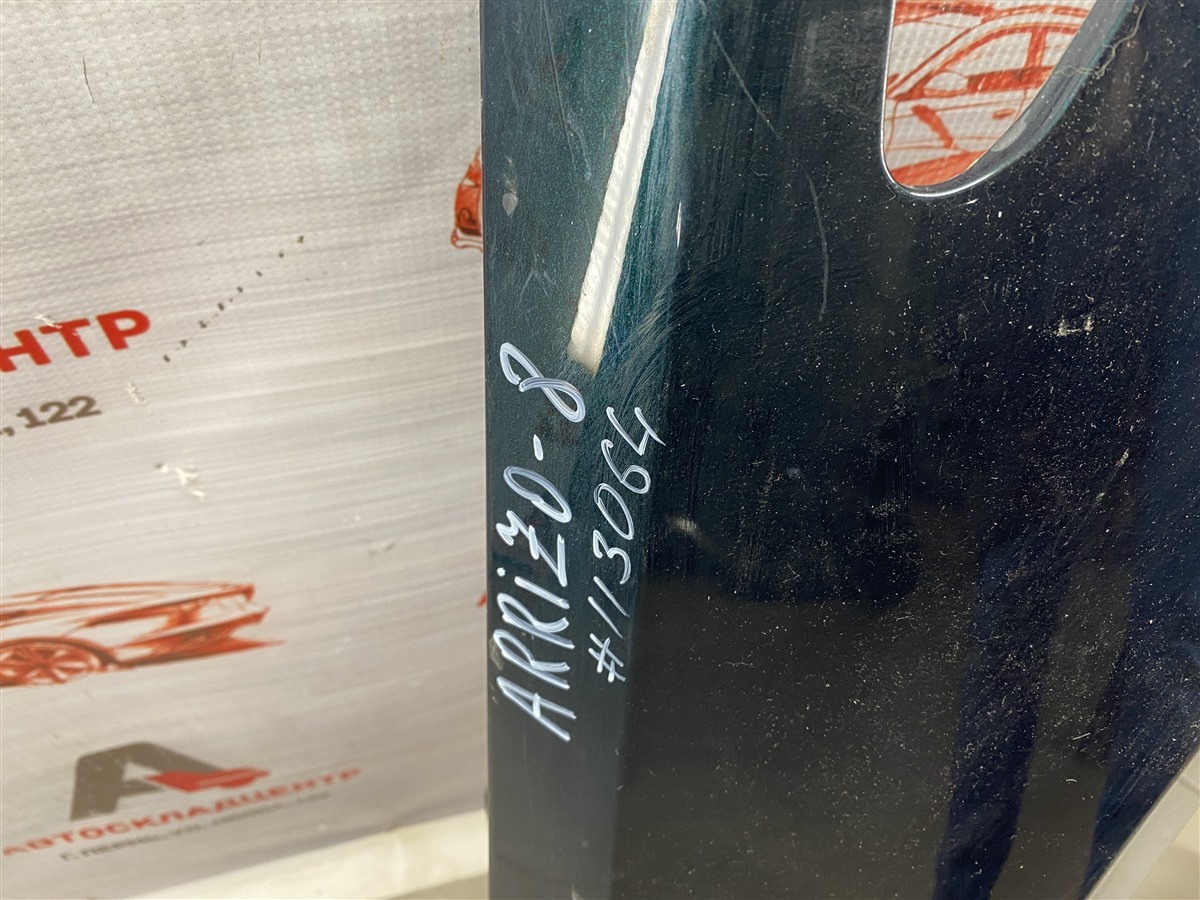 ARRiZO-8
#113064
НТР
,122
АВТОСКЛАДЦЕНТР